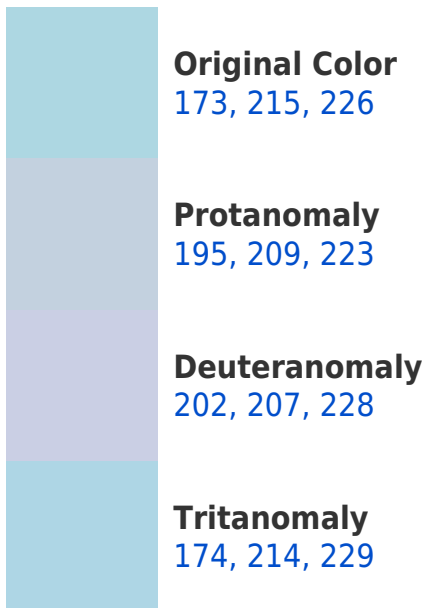 Original Color
173, 215, 226
Protanomaly
195, 209, 223
Deuteranomaly
202, 207, 228
Tritanomaly
174, 214, 229